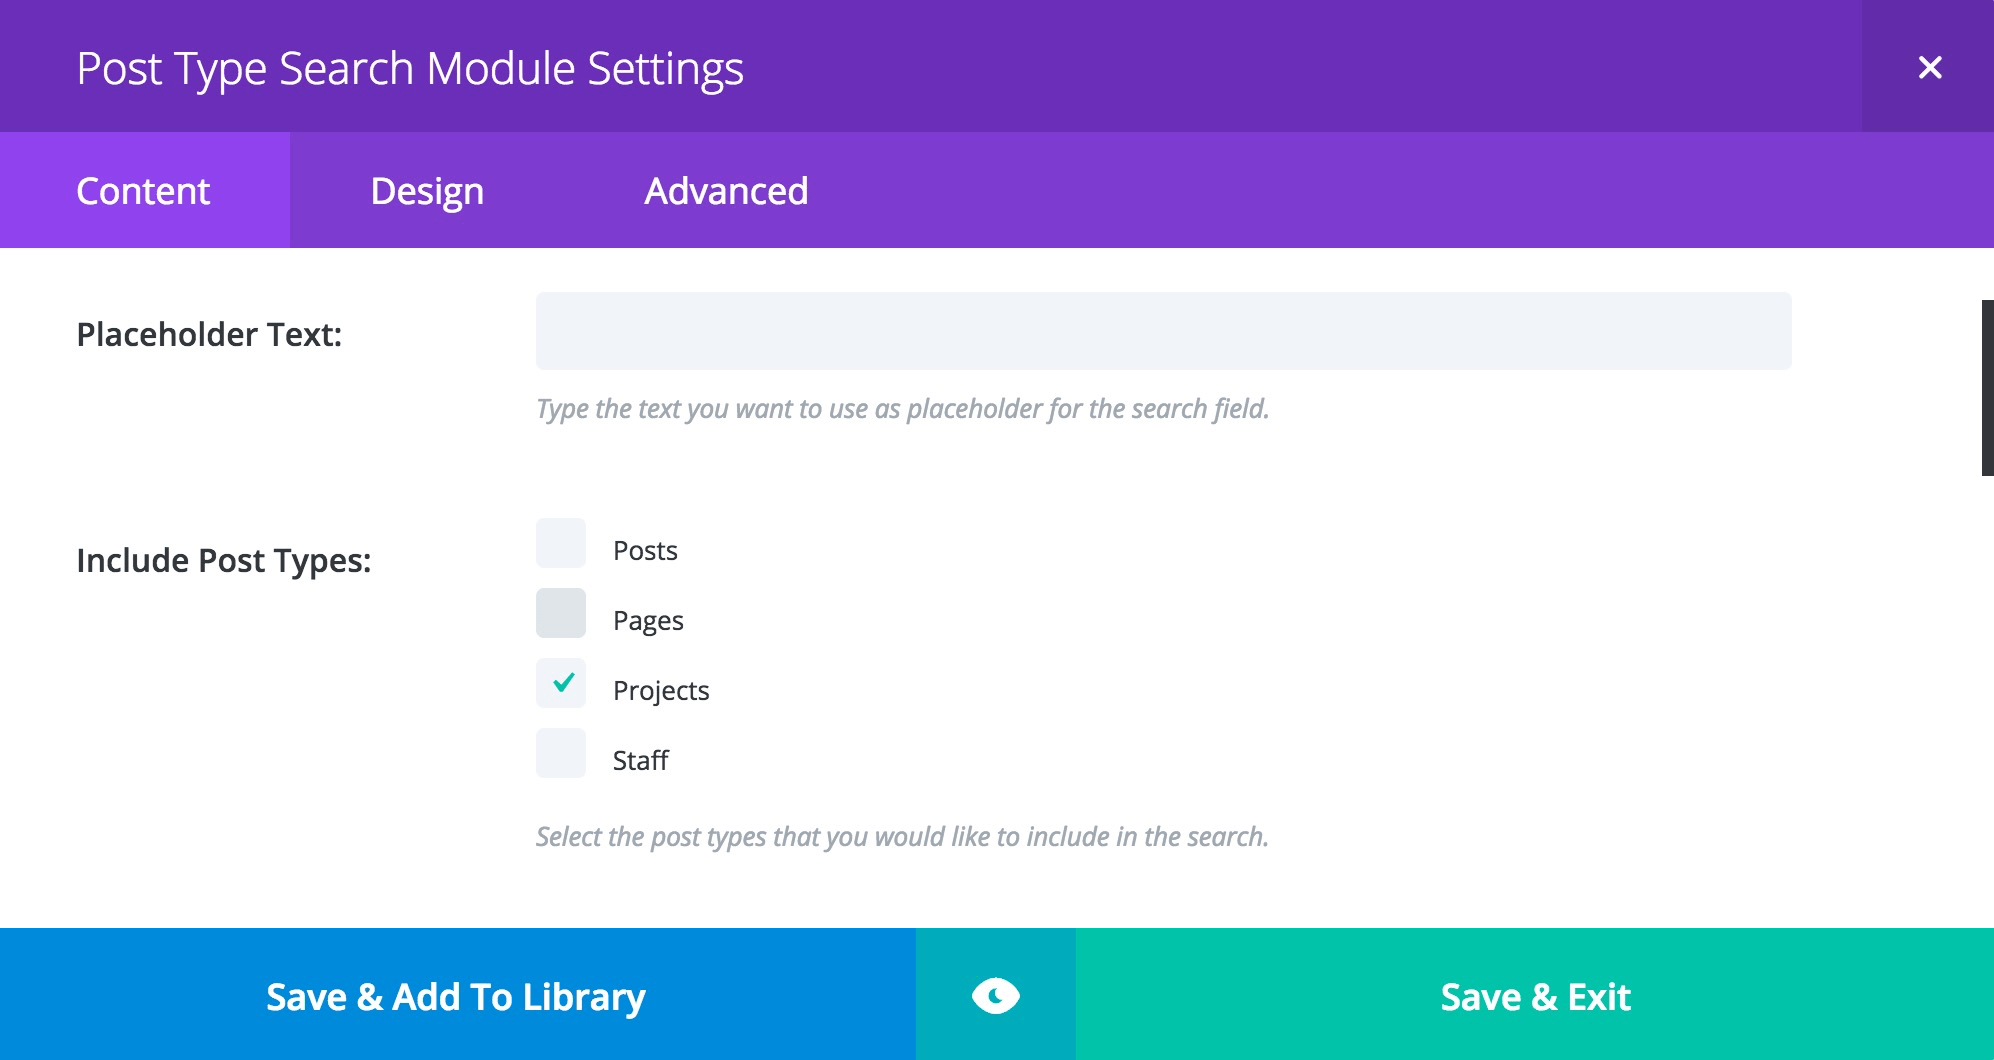 Post Type Search Module Settings
Content
Design
Advanced
Placeholder Text:
Type the text you want to use as placeholder for the search field.
Include Post Types:
Posts
Pages
Projects
Staff
Select the post types that you would like to include in the search.
Save & Add To Library
Save & Exit